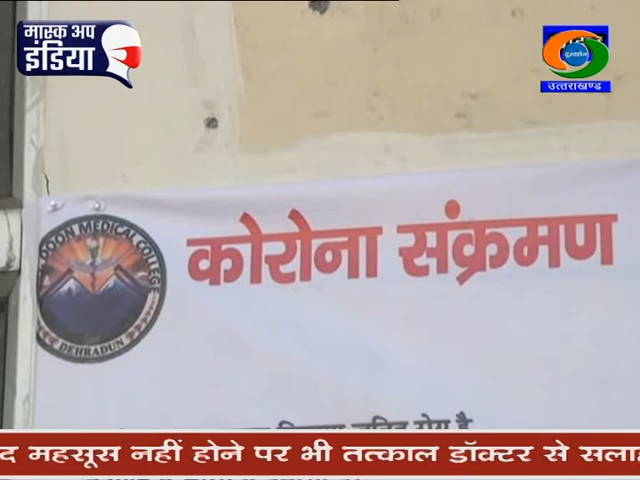 मास्क अप
इंडिया
उत्तराखण्ड
DOON MEDICAL COLLEGE
DEHRADUN
कोरोना संक्रमण
रोग है
द महसूस नहीं होने पर भी तत्काल डॉक्टर से सलाह